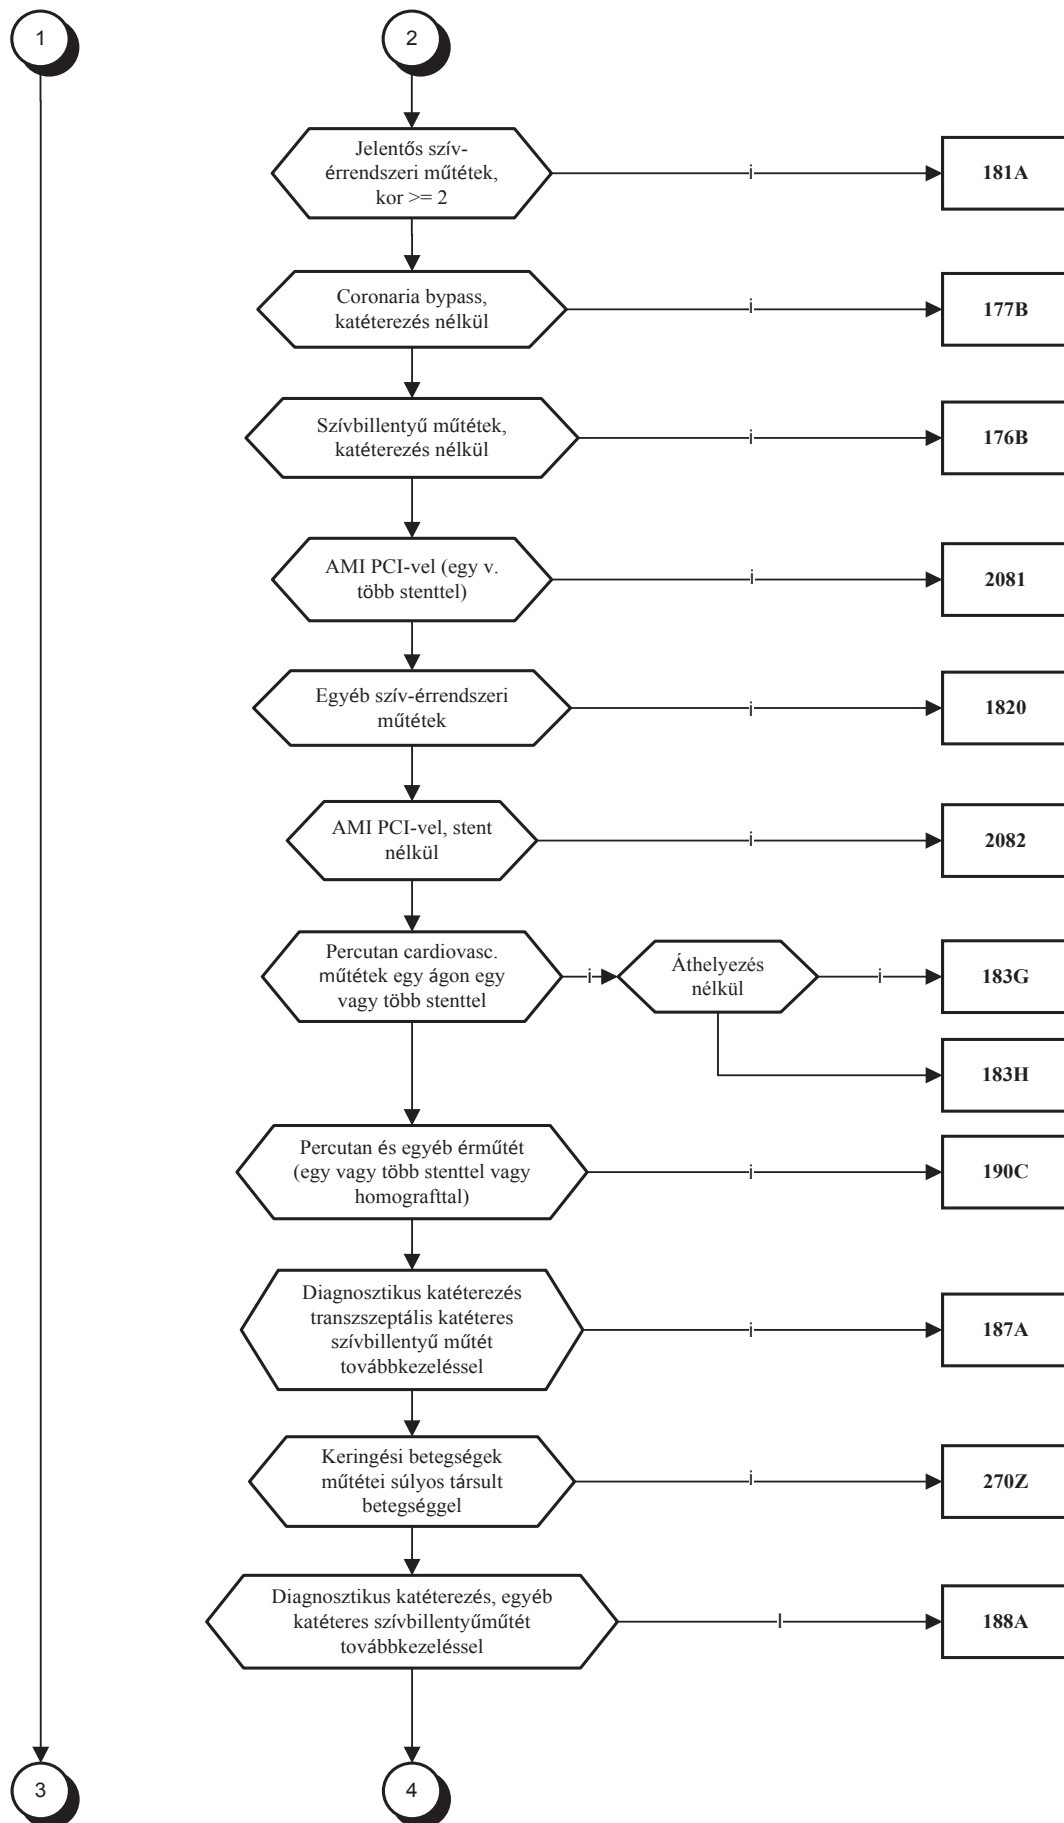 1
2
Jelentős szív-
érrendszeri műtétek,
kor >= 2
i
181A
Coronaria bypass,
katéterezés nélkül
i
177B
Szívbillentyű műtétek,
katéterezés nélkül
i
176B
AMI PCI-vel (egy v.
több stenttel)
i
2081
Egyéb szív-érrendszeri
műtétek
i
1820
AMI PCI-vel, stent
nélkül
i
2082
Percutan cardiovasc.
műtétek egy ágon egy
vagy több stenttel
i
Áthelyezés
nélkül
i
183G
183H
Percutan és egyéb érműtét
(egy vagy több stenttel vagy
homografttal)
i
190C
Diagnosztikus katéterezés
transzszeptális katéteres
szívbillentyű műtét
továbbkezeléssel
i
187A
Keringési betegségek
műtétei súlyos társult
betegséggel
i
270Z
Diagnosztikus katéterezés, egyéb
katéteres szívbillentyűműtét
továbbkezeléssel
I
188A
3
4